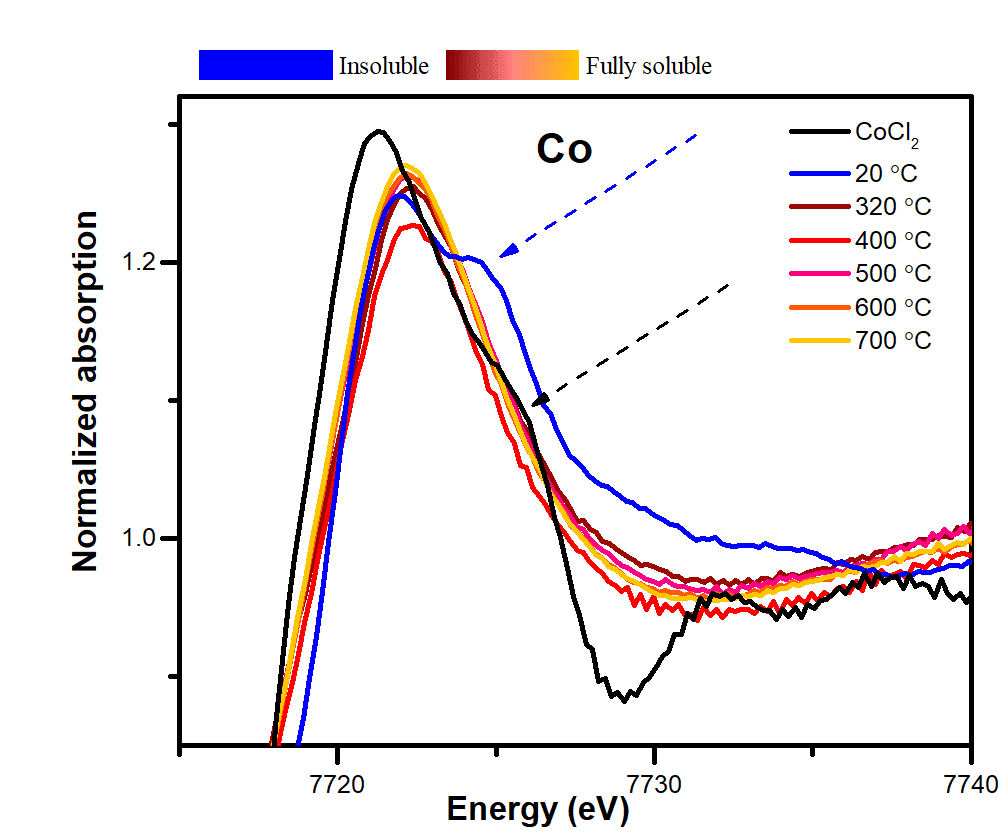 Insoluble
Fully soluble
Co
CoCl₂
20 °C
320 °C
400 °C
500 °C
600 °C
700 °C
Normalized absorption
1.2
1.0
7720
7730
7740
Energy (eV)